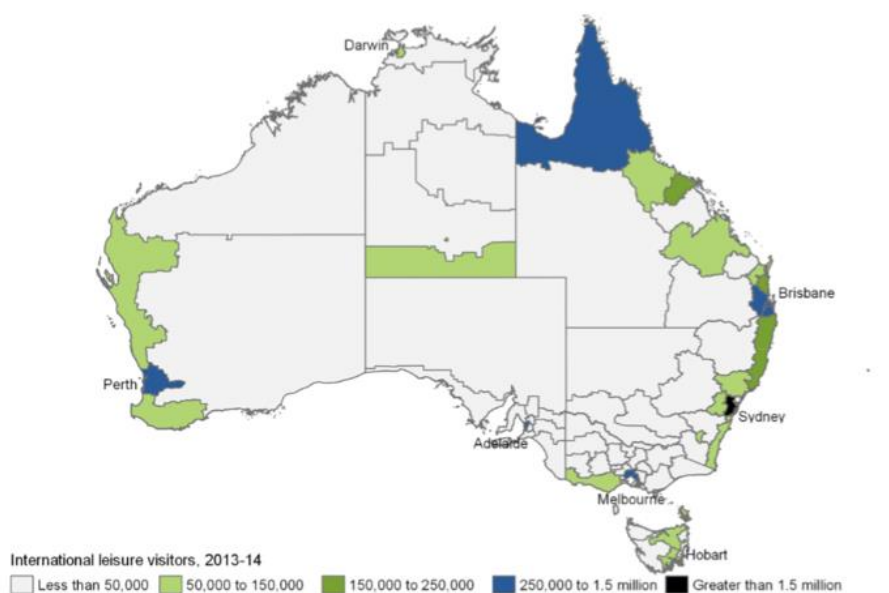 Darwin
Brisbane
Perth
Sydney
Adelaide
Melbourne
Hobart
International leisure visitors, 2013-14
Less than 50,000 50,000 to 150,000 150,000 to 250,000 250,000 to 1.5 million Greater than 1.5 million